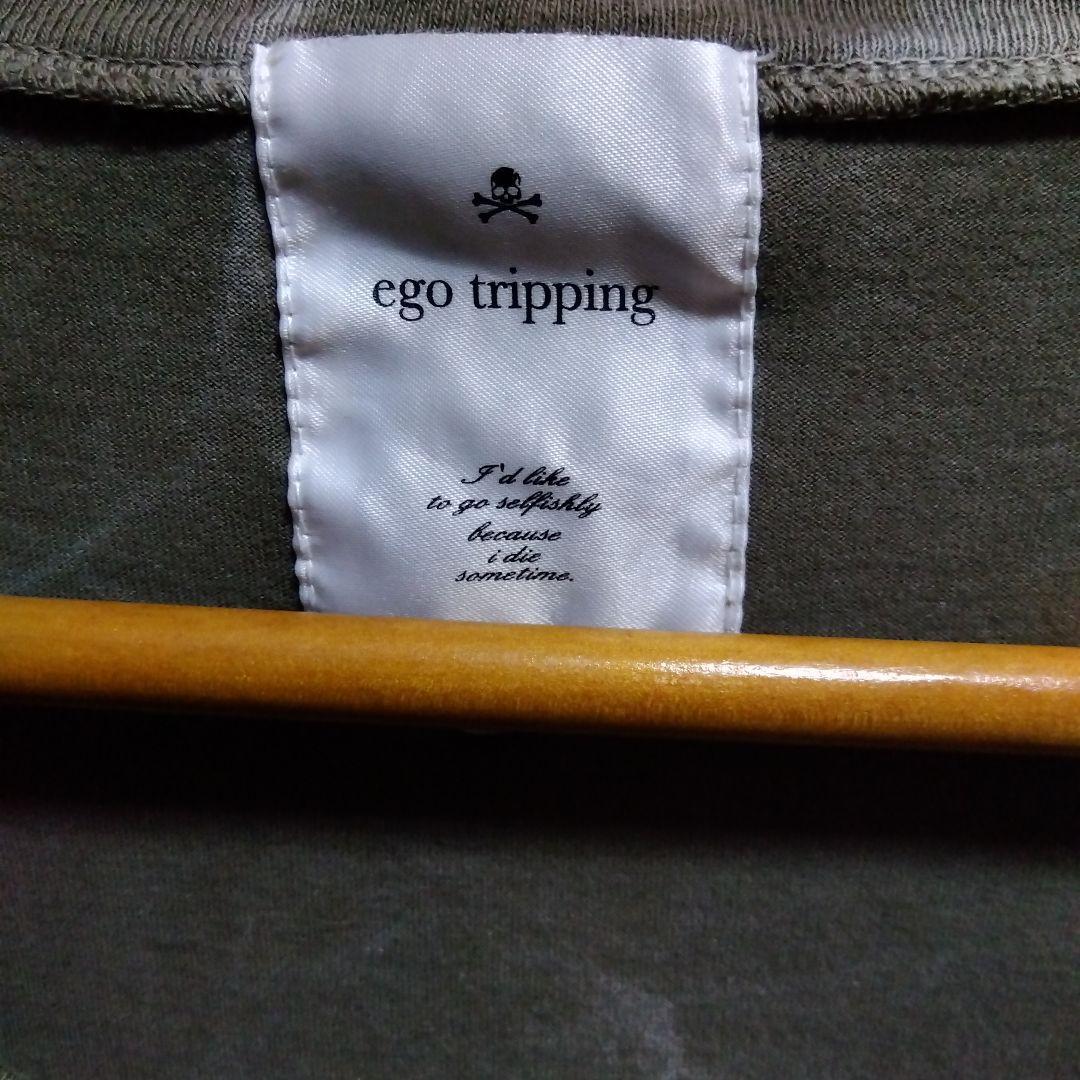 ego tripping
I'd like
to go selfishly
because
i die
sometime.